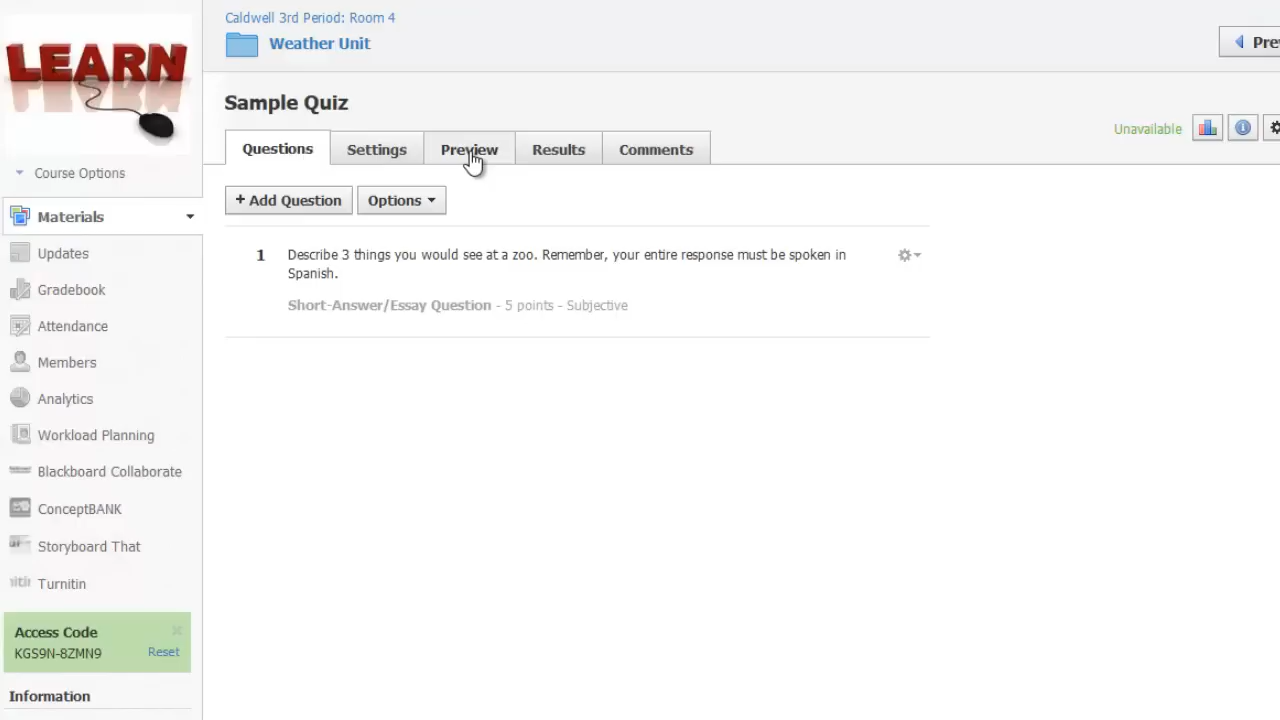 LEARN
Caldwell 3rd Period: Room 4
Weather Unit
Sample Quiz
Unavailable
Questions
Settings
Preview
Results
Comments
+ Add Question
Options
1 Describe 3 things you would see at a zoo. Remember, your entire response must be spoken in
Spanish.
Short-Answer/Essay Question - 5 points - Subjective
Course Options
Materials
Updates
Gradebook
Attendance
Members
Analytics
Workload Planning
Blackboard Collaborate
ConceptBANK
Storyboard That
Turnitin
Access Code
KGS9N-8ZMN9 Reset
Information